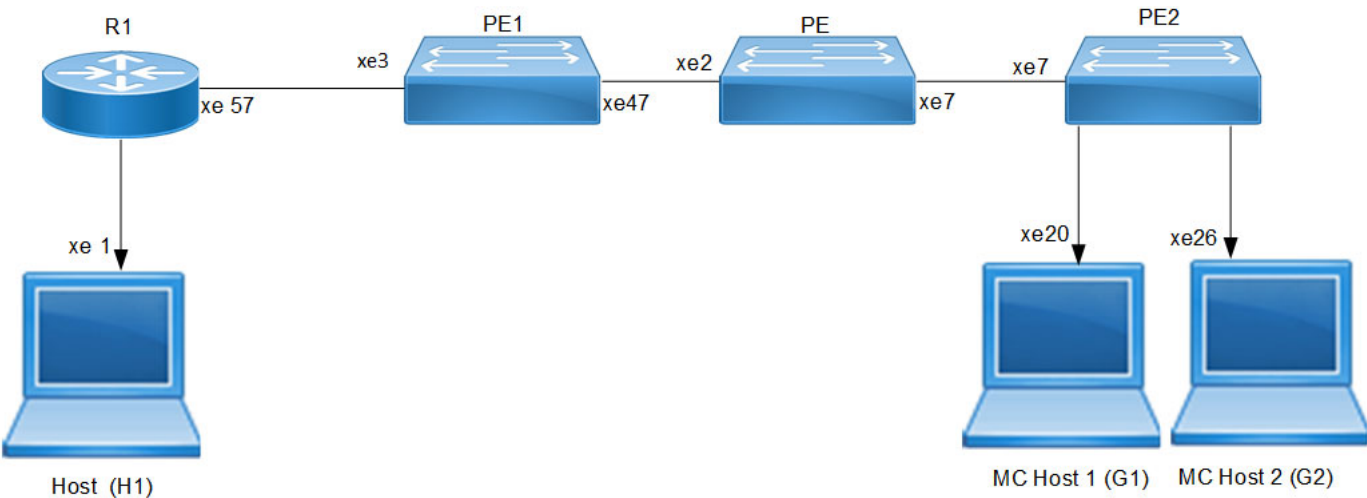 R1
PE1
PE
PE2
xe3
xe2
xe7
xe 57
xe47
xe7
xe 1
xe20
xe26
Host (H1)
MC Host 1 (G1)
MC Host 2 (G2)